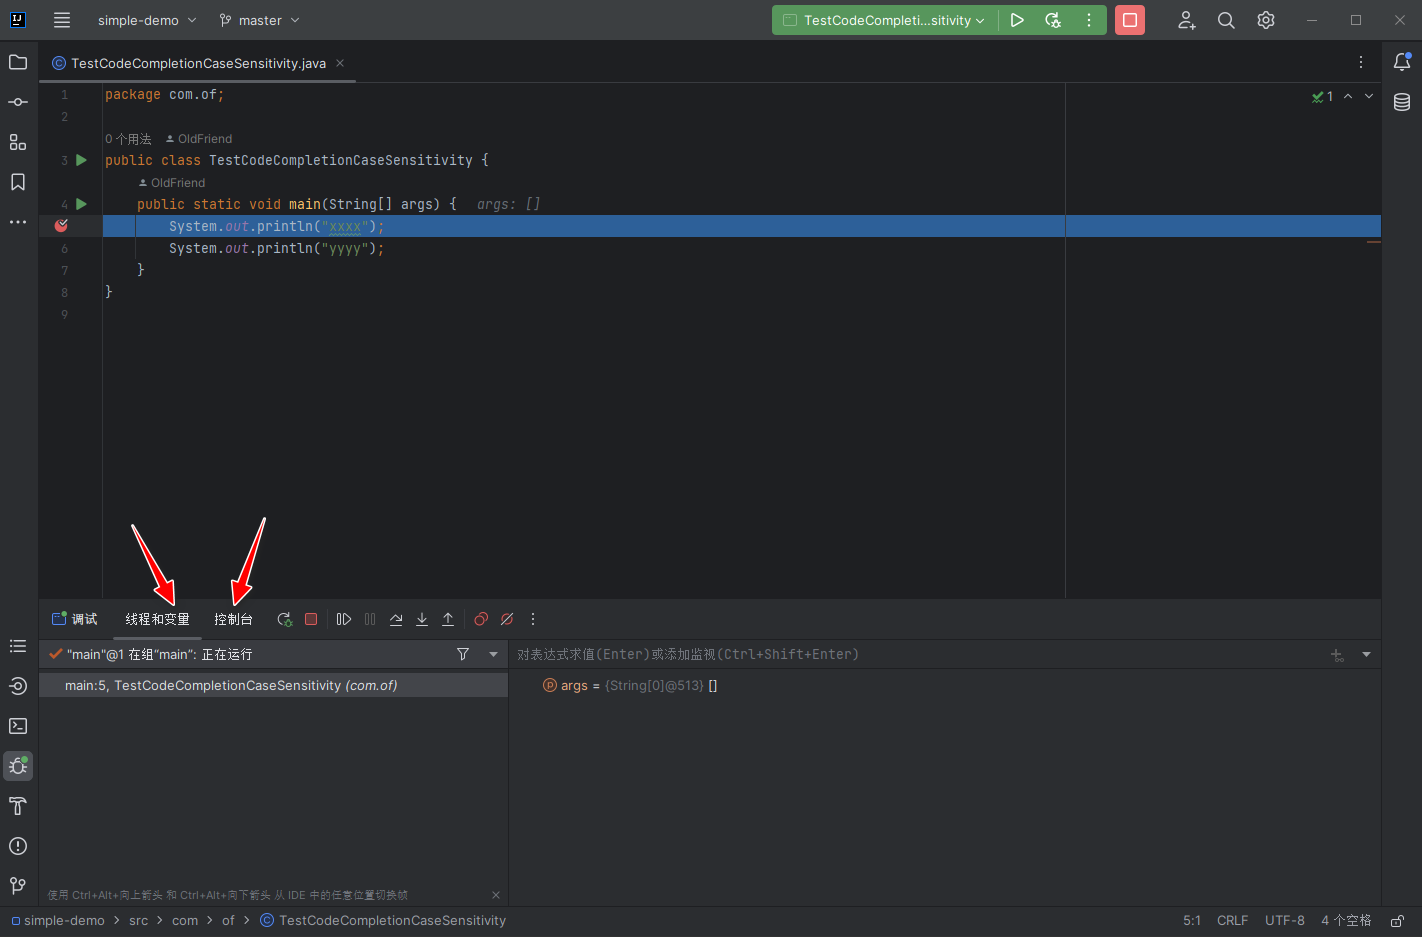 simple-demo master TestCodeCompleti...sitivity
TestCodeCompletionCaseSensitivity.java
1 package com.of; 1
2
0 个用法 OldFriend
3 public class TestCodeCompletionCaseSensitivity {
OldFriend
4 public static void main(String[] args) { args: []
System.out.println("xxxx");
6 System.out.println("yyyy");
7 }
8 }
9
调试 线程和变量 控制台
"main"@1 在组"main": 正在运行
对表达式求值(Enter)或添加监视(Ctrl+Shift+Enter)
main:5, TestCodeCompletionCaseSensitivity (com.of)
args = {String[0]@513} []
使用 Ctrl+Alt+向上箭头 和 Ctrl+Alt+向下箭头 从 IDE 中的任意位置切换帧
simple-demo > src > com > of > TestCodeCompletionCaseSensitivity 5:1 CRLF UTF-8 4 个空格